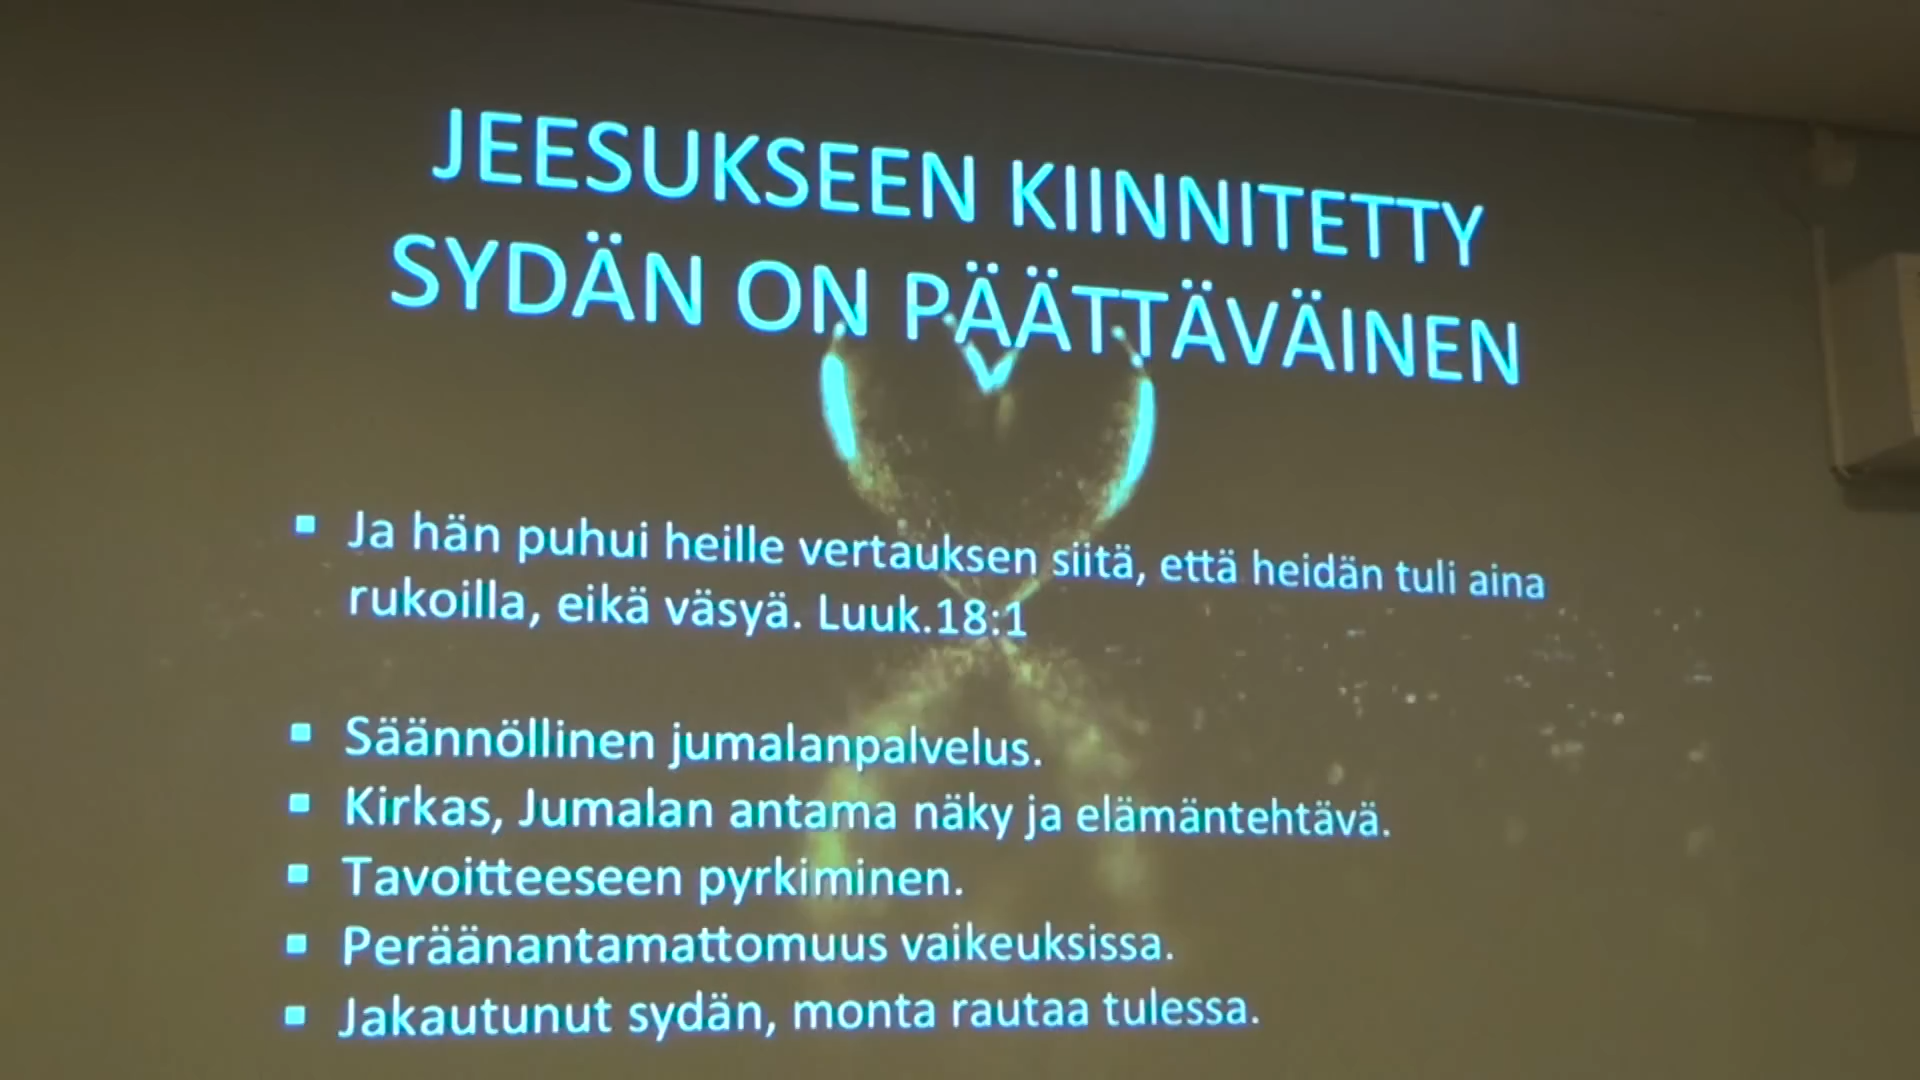 JEESUKSEEN KIINNITETTY
SYDÄN ON PÄÄTTÄVÄINEN
▪ Ja hän puhui heille vertauksen siitä, että heidän tuli aina
rukoilla, eikä väsyä. Luuk.18:1
▪ Säännöllinen jumalanpalvelus.
▪ Kirkas, Jumalan antama näky ja elämäntehtävä.
▪ Tavoitteeseen pyrkiminen.
▪ Peräänantamattomuus vaikeuksissa.
▪ Jakautunut sydän, monta rautaa tulessa.